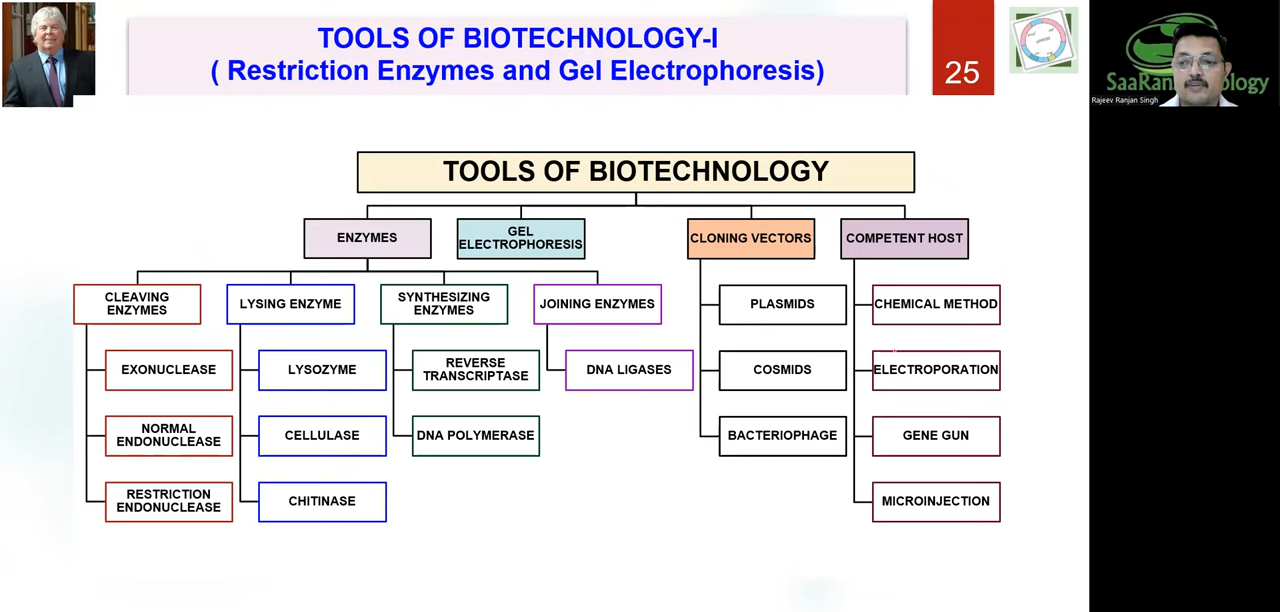 TOOLS OF BIOTECHNOLOGY-I
( Restriction Enzymes and Gel Electrophoresis)
25
Rajeev Ranjan Singh
TOOLS OF BIOTECHNOLOGY
ENZYMES
GEL
ELECTROPHORESIS
CLONING VECTORS
COMPETENT HOST
CLEAVING
ENZYMES
LYSING ENZYME
SYNTHESIZING
ENZYMES
JOINING ENZYMES
PLASMIDS
CHEMICAL METHOD
EXONUCLEASE
LYSOZYME
REVERSE
TRANSCRIPTASE
DNA LIGASES
COSMIDS
ELECTROPORATION
NORMAL
ENDONUCLEASE
CELLULASE
DNA POLYMERASE
BACTERIOPHAGE
GENE GUN
RESTRICTION
ENDONUCLEASE
CHITINASE
MICROINJECTION